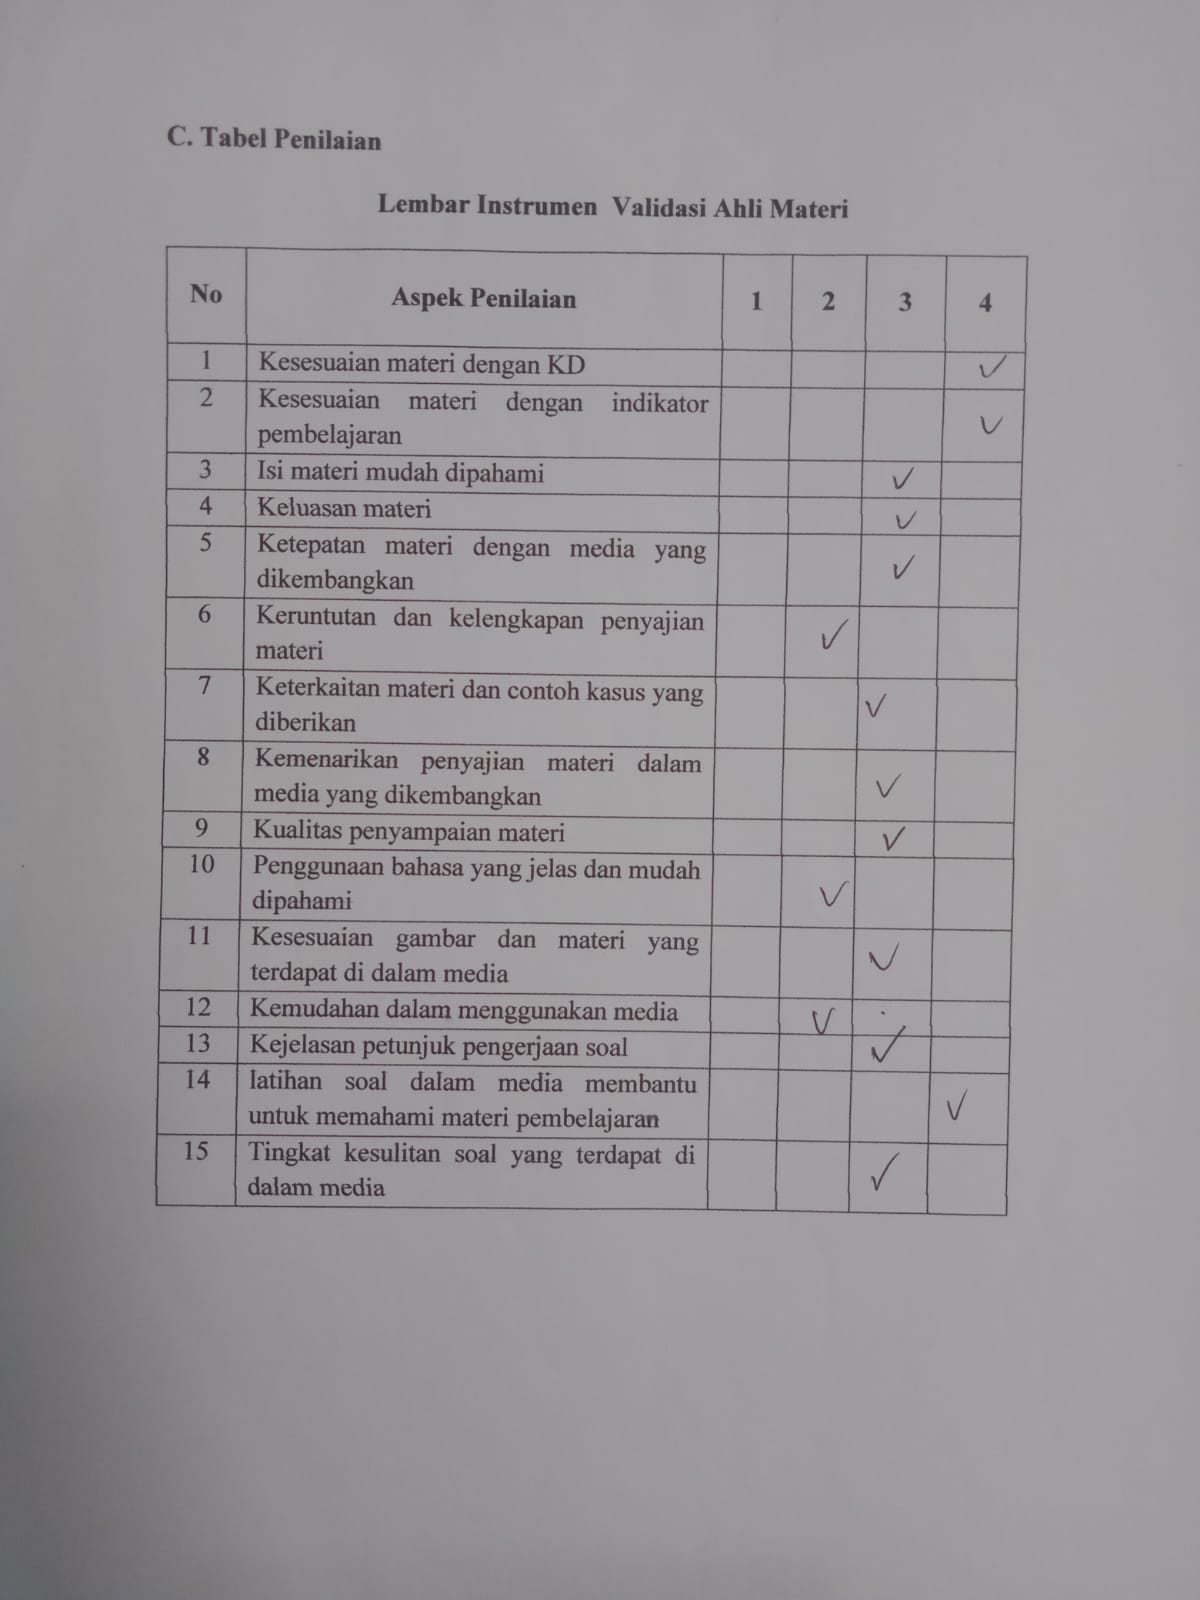 C. Tabel Penilaian
Lembar Instrumen Validasi Ahli Materi
No Aspek Penilaian 1 2 3 4
1 Kesesuaian materi dengan KD ✓
2 Kesesuaian materi dengan indikator
pembelajaran ✓
3 Isi materi mudah dipahami ✓
4 Keluasan materi ✓
5 Ketepatan materi dengan media yang
dikembangkan ✓
6 Keruntutan dan kelengkapan penyajian
materi ✓
7 Keterkaitan materi dan contoh kasus yang
diberikan ✓
8 Kemenarikan penyajian materi dalam
media yang dikembangkan ✓
9 Kualitas penyampaian materi ✓
10 Penggunaan bahasa yang jelas dan mudah
dipahami ✓
11 Kesesuaian gambar dan materi yang
terdapat di dalam media ✓
12 Kemudahan dalam menggunakan media ✓
13 Kejelasan petunjuk pengerjaan soal ✓
14 latihan soal dalam media membantu
untuk memahami materi pembelajaran ✓
15 Tingkat kesulitan soal yang terdapat di
dalam media ✓